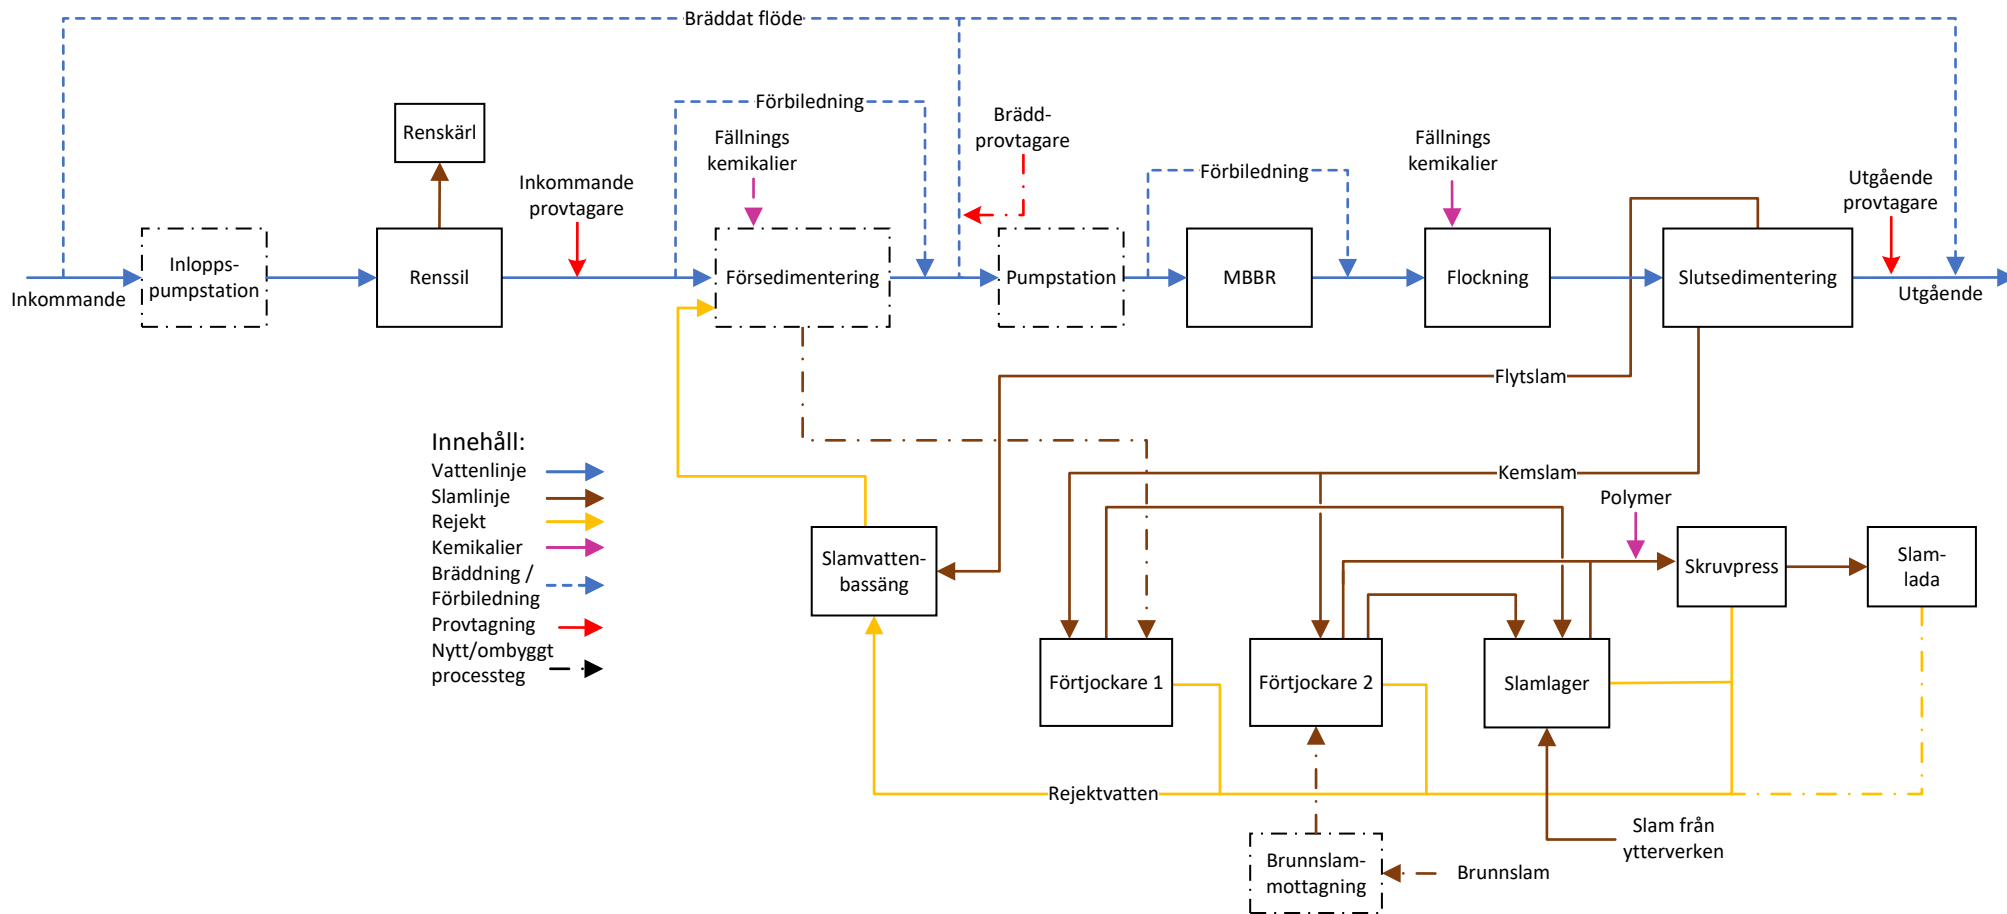 Bräddat flöde
Förbiledning
Renskärl
Brädd-
provtagare
Fällnings
kemikalier
Fällnings
kemikalier
Inkommande
provtagare
Förbiledning
Utgående
provtagare
Inkommande
Inlopps-
pumpstation
Renssil
Försedimentering
Pumpstation
MBBR
Flockning
Slutsedimentering
Utgående
Flytslam
Kemslam
Innehåll:
Vattenlinje
Slamlinje
Rejekt
Kemikalier
Bräddning /
Förbiledning
Provtagning
Nytt/ombyggt
processteg
Polymer
Slamvatten-
bassäng
Skruvpress
Slam-
lada
Förtjockare 1
Förtjockare 2
Slamlager
Rejektvatten
Slam från
ytterverken
Brunnslam-
mottagning
Brunnslam